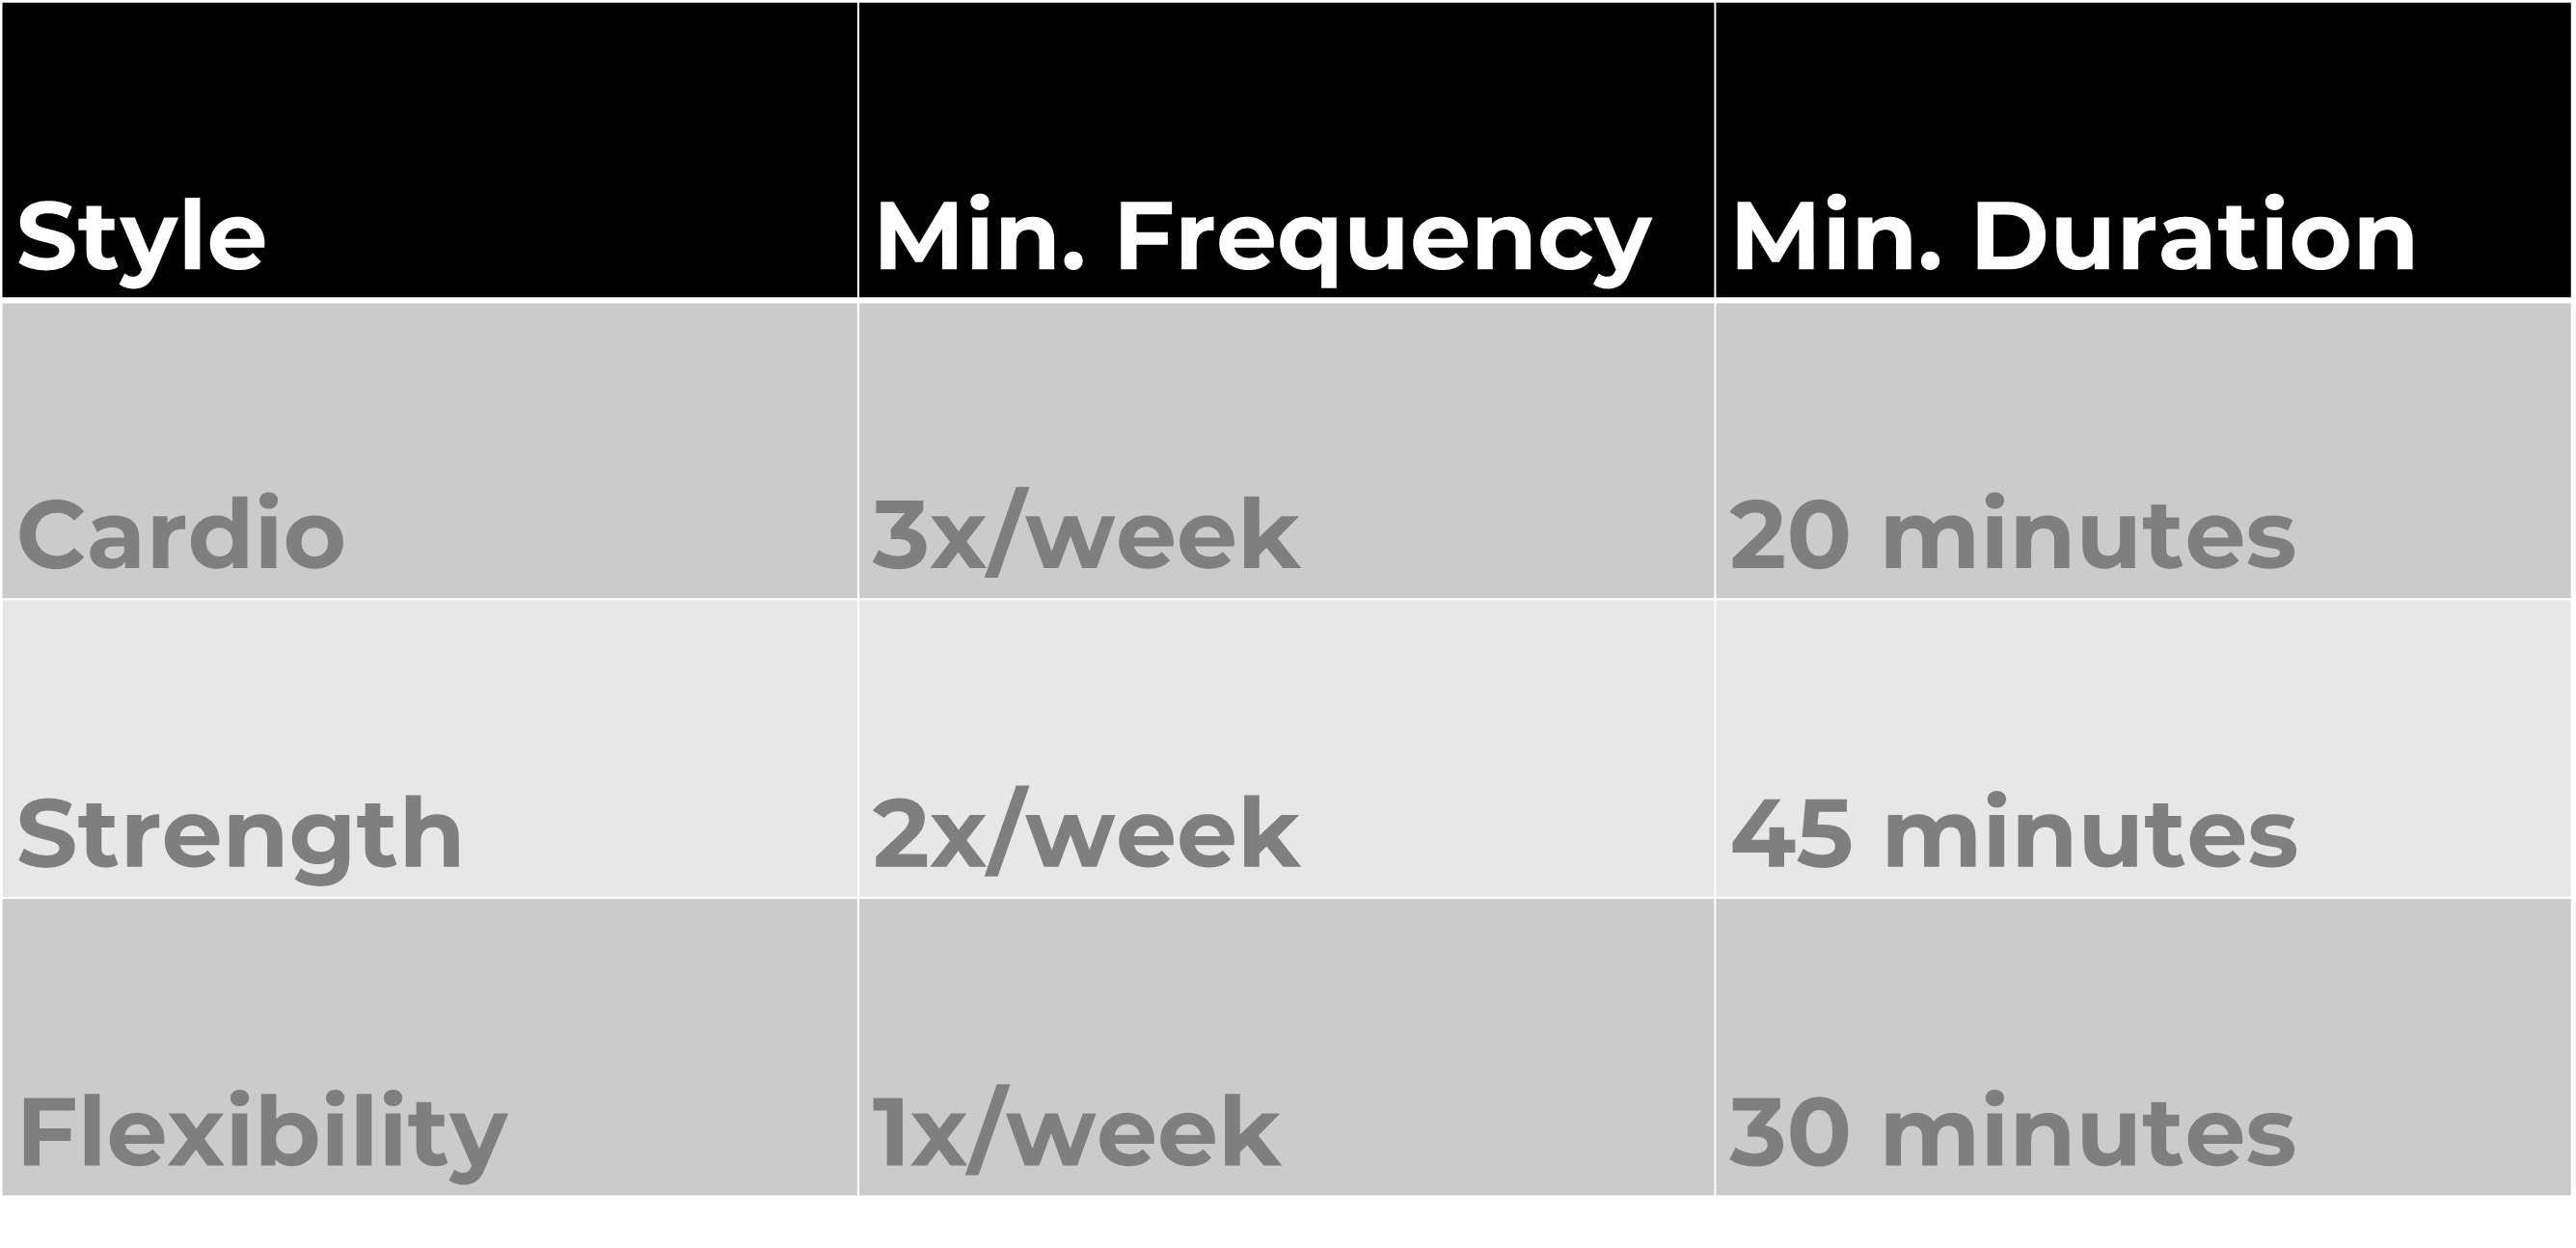 Style Min. Frequency Min. Duration
Cardio 3x/week 20 minutes
Strength 2x/week 45 minutes
Flexibility 1x/week 30 minutes